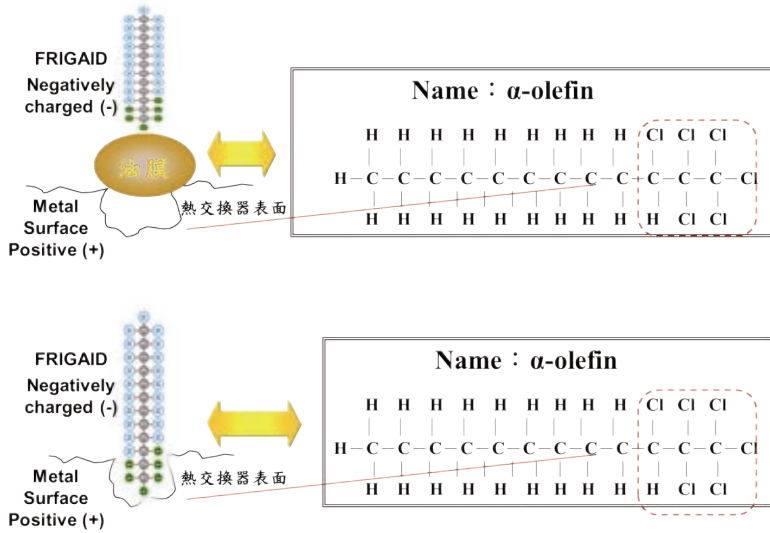 FRIGAID
Negatively
charged (-)
油膜
Metal
Surface
Positive (+)
熱交換器表面
Name：α-olefin
H H H H H H H H H Cl Cl Cl
H-C-C-C-C-C-C-C-C-C-C-C-C-Cl
H H H H H H H H H H Cl Cl
FRIGAID
Negatively
charged (-)
Metal
Surface
Positive (+)
熱交換器表面
Name：α-olefin
H H H H H H H H H Cl Cl Cl
H-C-C-C-C-C-C-C-C-C-C-C-C-Cl
H H H H H H H H H H Cl Cl